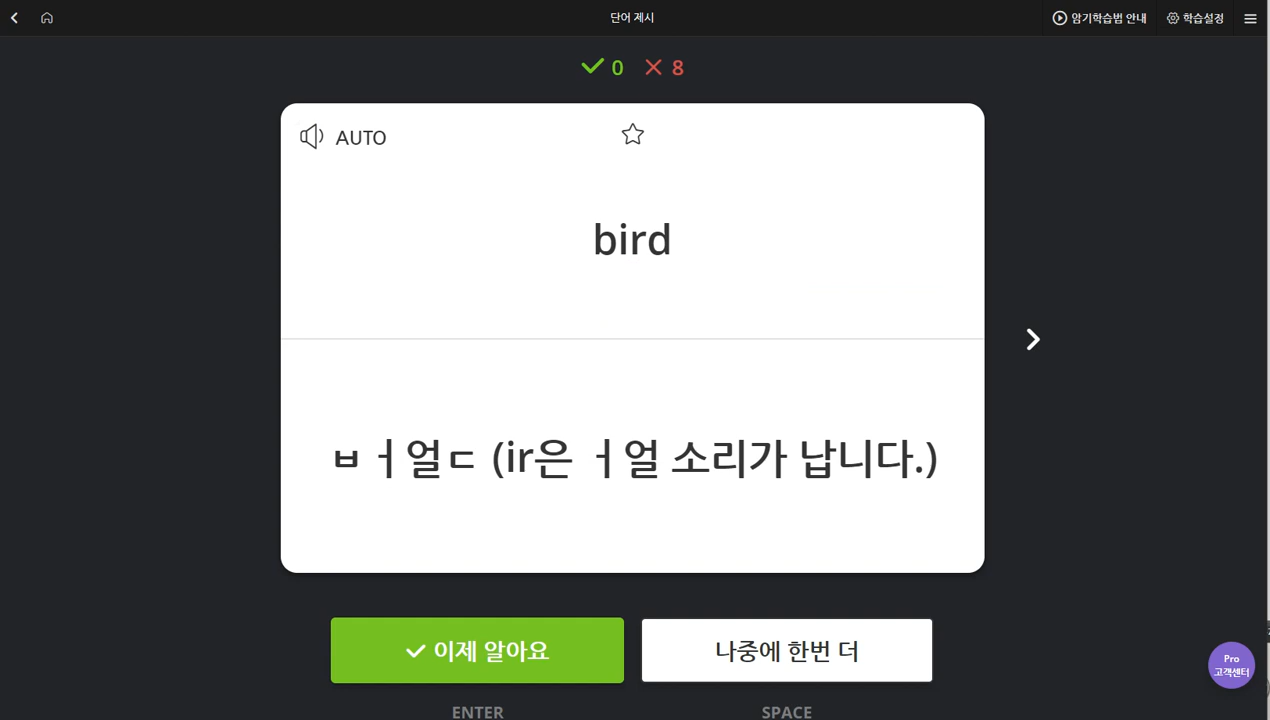 단어 제시
암기학습법 안내
학습설정
0
8
AUTO
bird
ㅂㅓ얼ㄷ (ir은 ㅓ얼 소리가 납니다.)
이제 알아요
나중에 한번 더
Pro
고객센터
ENTER
SPACE